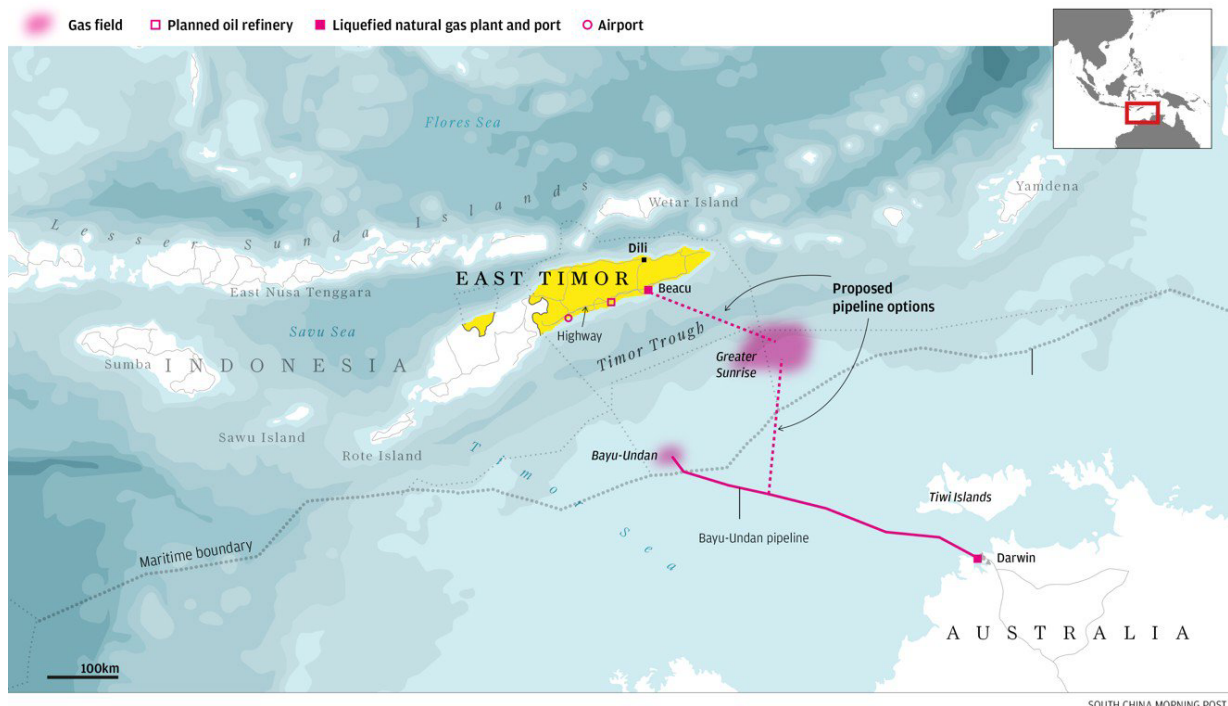 Gas field
Planned oil refinery
Liquefied natural gas plant and port
Airport
Flores Sea
Yamdena
Wetar Island
Lesser Sunda Islands
Dili
EAST TIMOR
Beacu
East Nusa Tenggara
Proposed
pipeline options
Highway
Savu Sea
Timor Trough
Greater
Sunrise
Sumba
INDONESIA
Sawu Island
Rote Island
Bayu-Undan
Timor Sea
Tiwi Islands
Bayu-Undan pipeline
Maritime boundary
Darwin
AUSTRALIA
100km
SOUTH CHINA MORNING POST